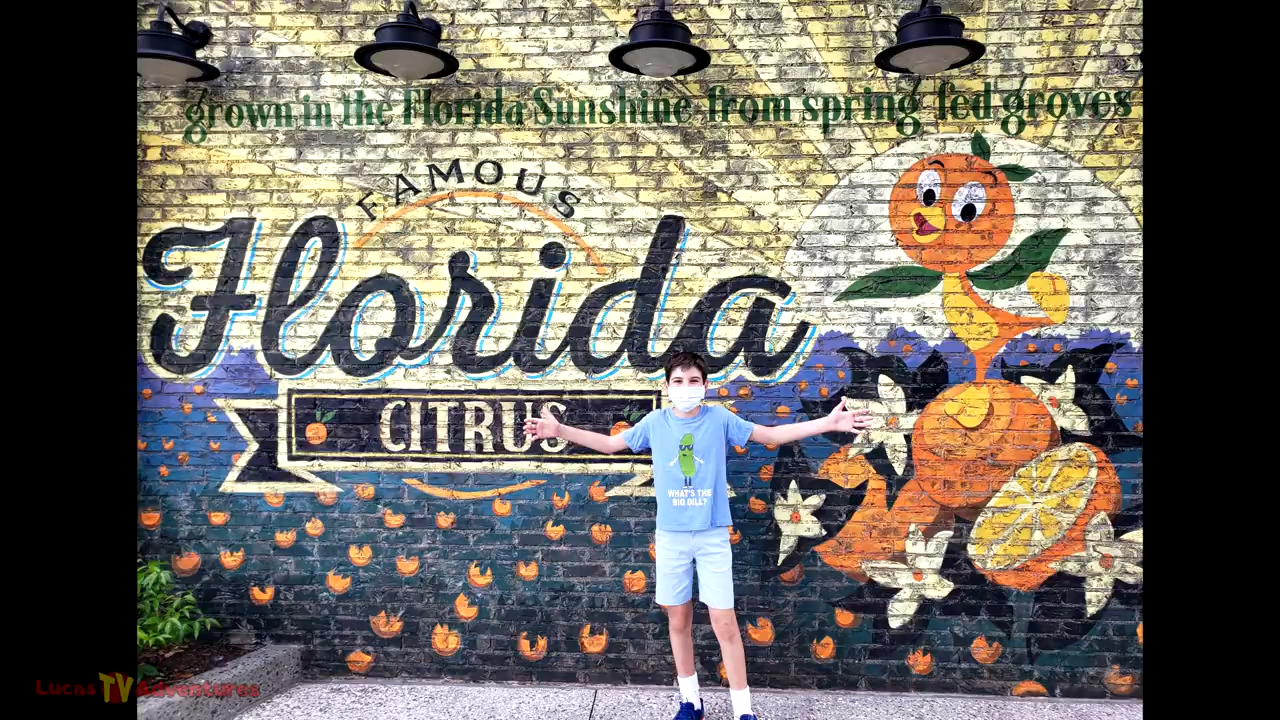 grown in the Florida Sunshine from spring fed groves
FAMOUS
Florida
CITRUS
WHAT'S THE
BIG DILL?
Lucas TV Adventures